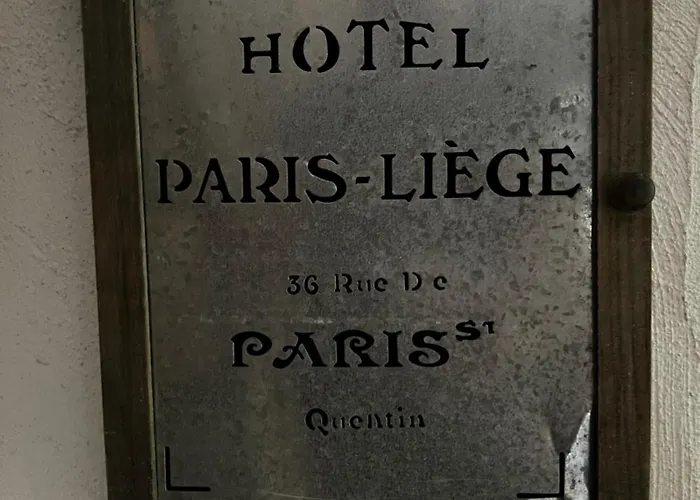 HOTEL
PARIS-LIÈGE
36 Rue De
PARIS ST
Quentin